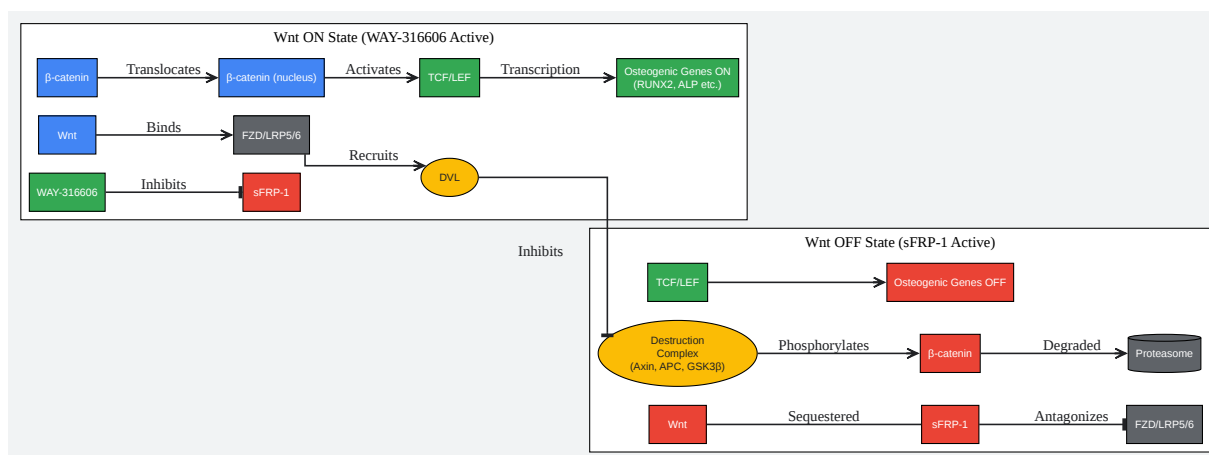 Wnt ON State (WAY-316606 Active)
β-catenin
Translocates
β-catenin (nucleus)
Activates
TCF/LEF
Transcription
Osteogenic Genes ON
(RUNX2, ALP etc.)
Wnt
Binds
FZD/LRP5/6
Recruits
DVL
WAY-316606
Inhibits
sFRP-1
Inhibits
Wnt OFF State (sFRP-1 Active)
TCF/LEF
Osteogenic Genes OFF
Destruction
Complex
(Axin, APC, GSK3β)
Phosphorylates
β-catenin
Degraded
Proteasome
Wnt
Sequestered
sFRP-1
Antagonizes
FZD/LRP5/6